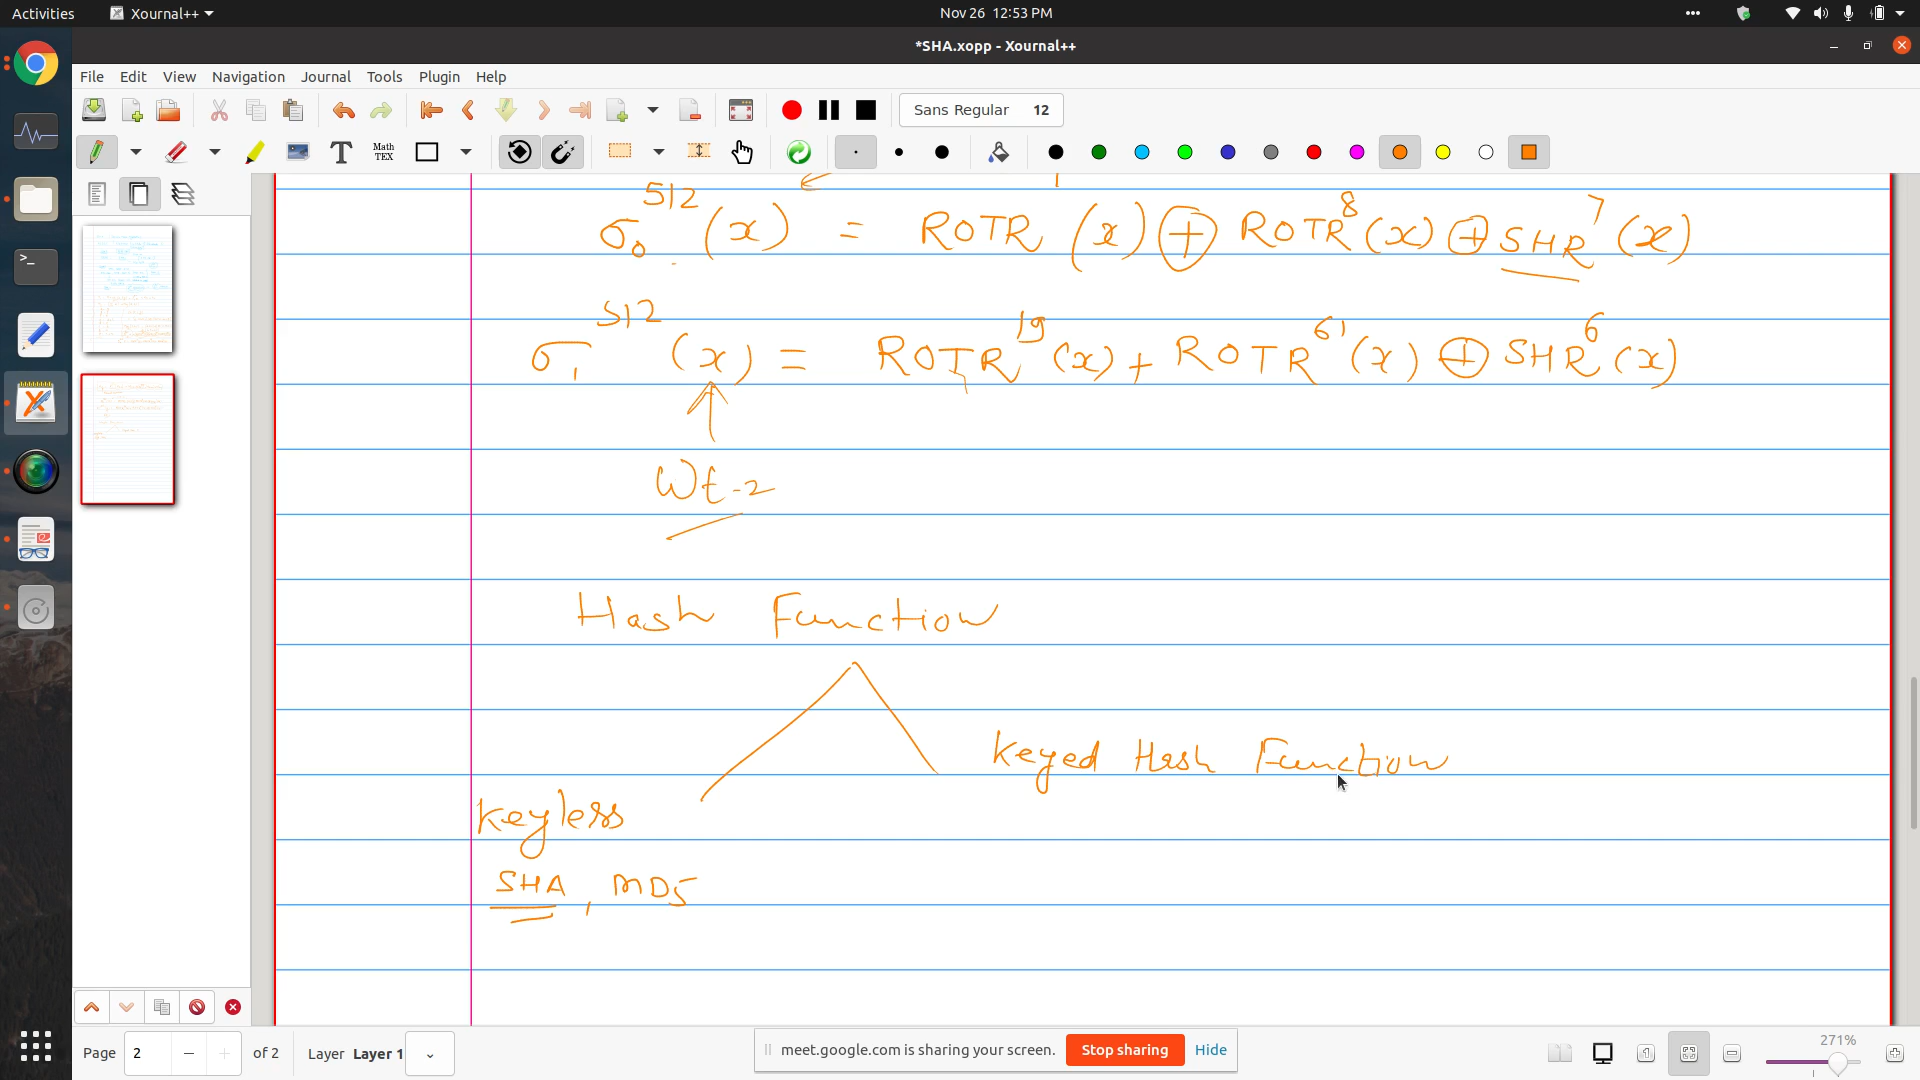 Activities Xournal++ Nov 26 12:53 PM
*SHA.xopp - Xournal++
File Edit View Navigation Journal Tools Plugin Help
Sans Regular 12
T Math TEX
σ₀⁵¹² (x) = ROTR¹ (x) ⊕ ROTR⁸ (x) ⊕ SHR⁷ (x)
σ₁⁵¹² (x) = ROTR¹⁹ (x) + ROTR⁶¹ (x) ⊕ SHR⁶ (x)
Wt-2
Hash Function
Keyed Hash Function
Keyless
SHA, MD5
Page 2 of 2 Layer Layer 1 meet.google.com is sharing your screen. Stop sharing Hide 271%